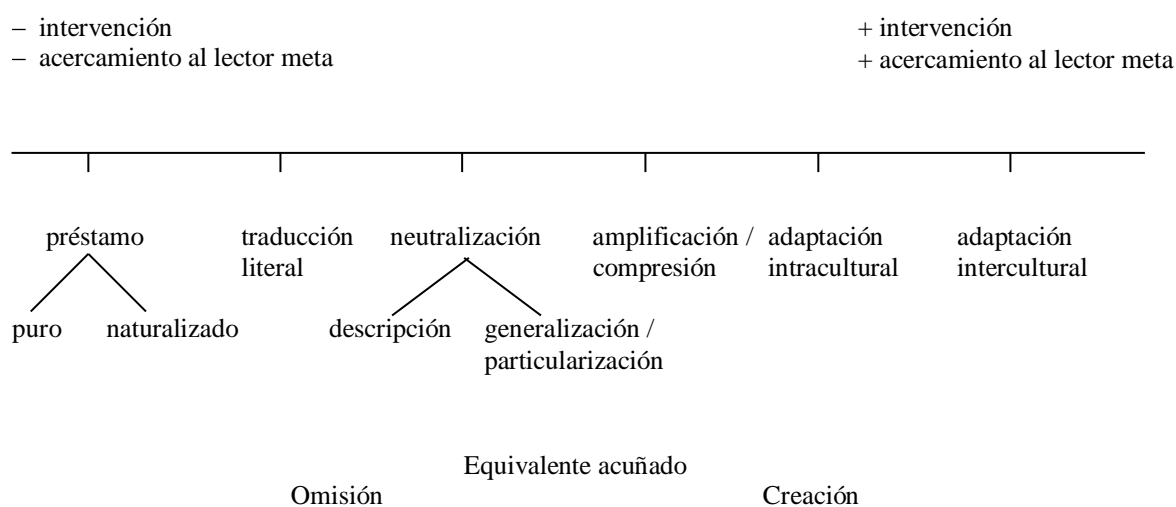 – intervención
– acercamiento al lector meta
+ intervención
+ acercamiento al lector meta
préstamo
traducción
literal
neutralización
amplificación /
compresión
adaptación
intracultural
adaptación
intercultural
puro
naturalizado
descripción
generalización /
particularización
Equivalente acuñado
Omisión
Creación